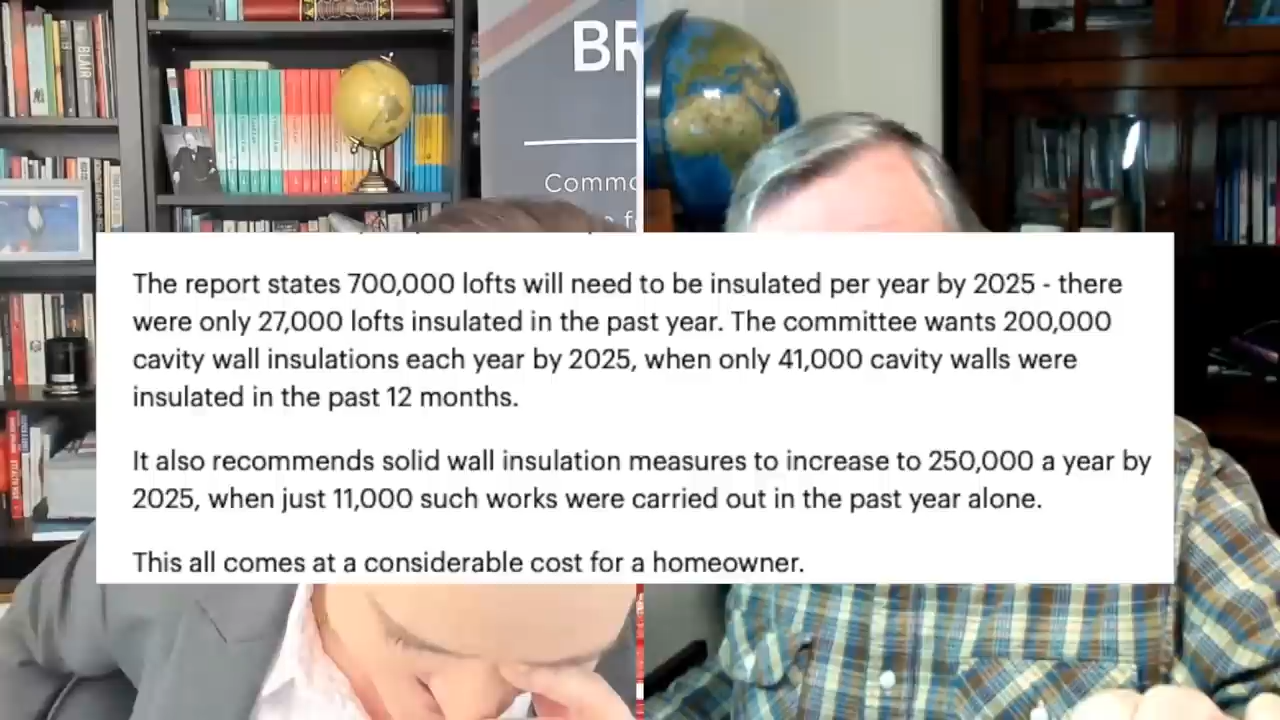 BLAIR
BR
Commo
The report states 700,000 lofts will need to be insulated per year by 2025 - there
were only 27,000 lofts insulated in the past year. The committee wants 200,000
cavity wall insulations each year by 2025, when only 41,000 cavity walls were
insulated in the past 12 months.
It also recommends solid wall insulation measures to increase to 250,000 a year by
2025, when just 11,000 such works were carried out in the past year alone.
This all comes at a considerable cost for a homeowner.